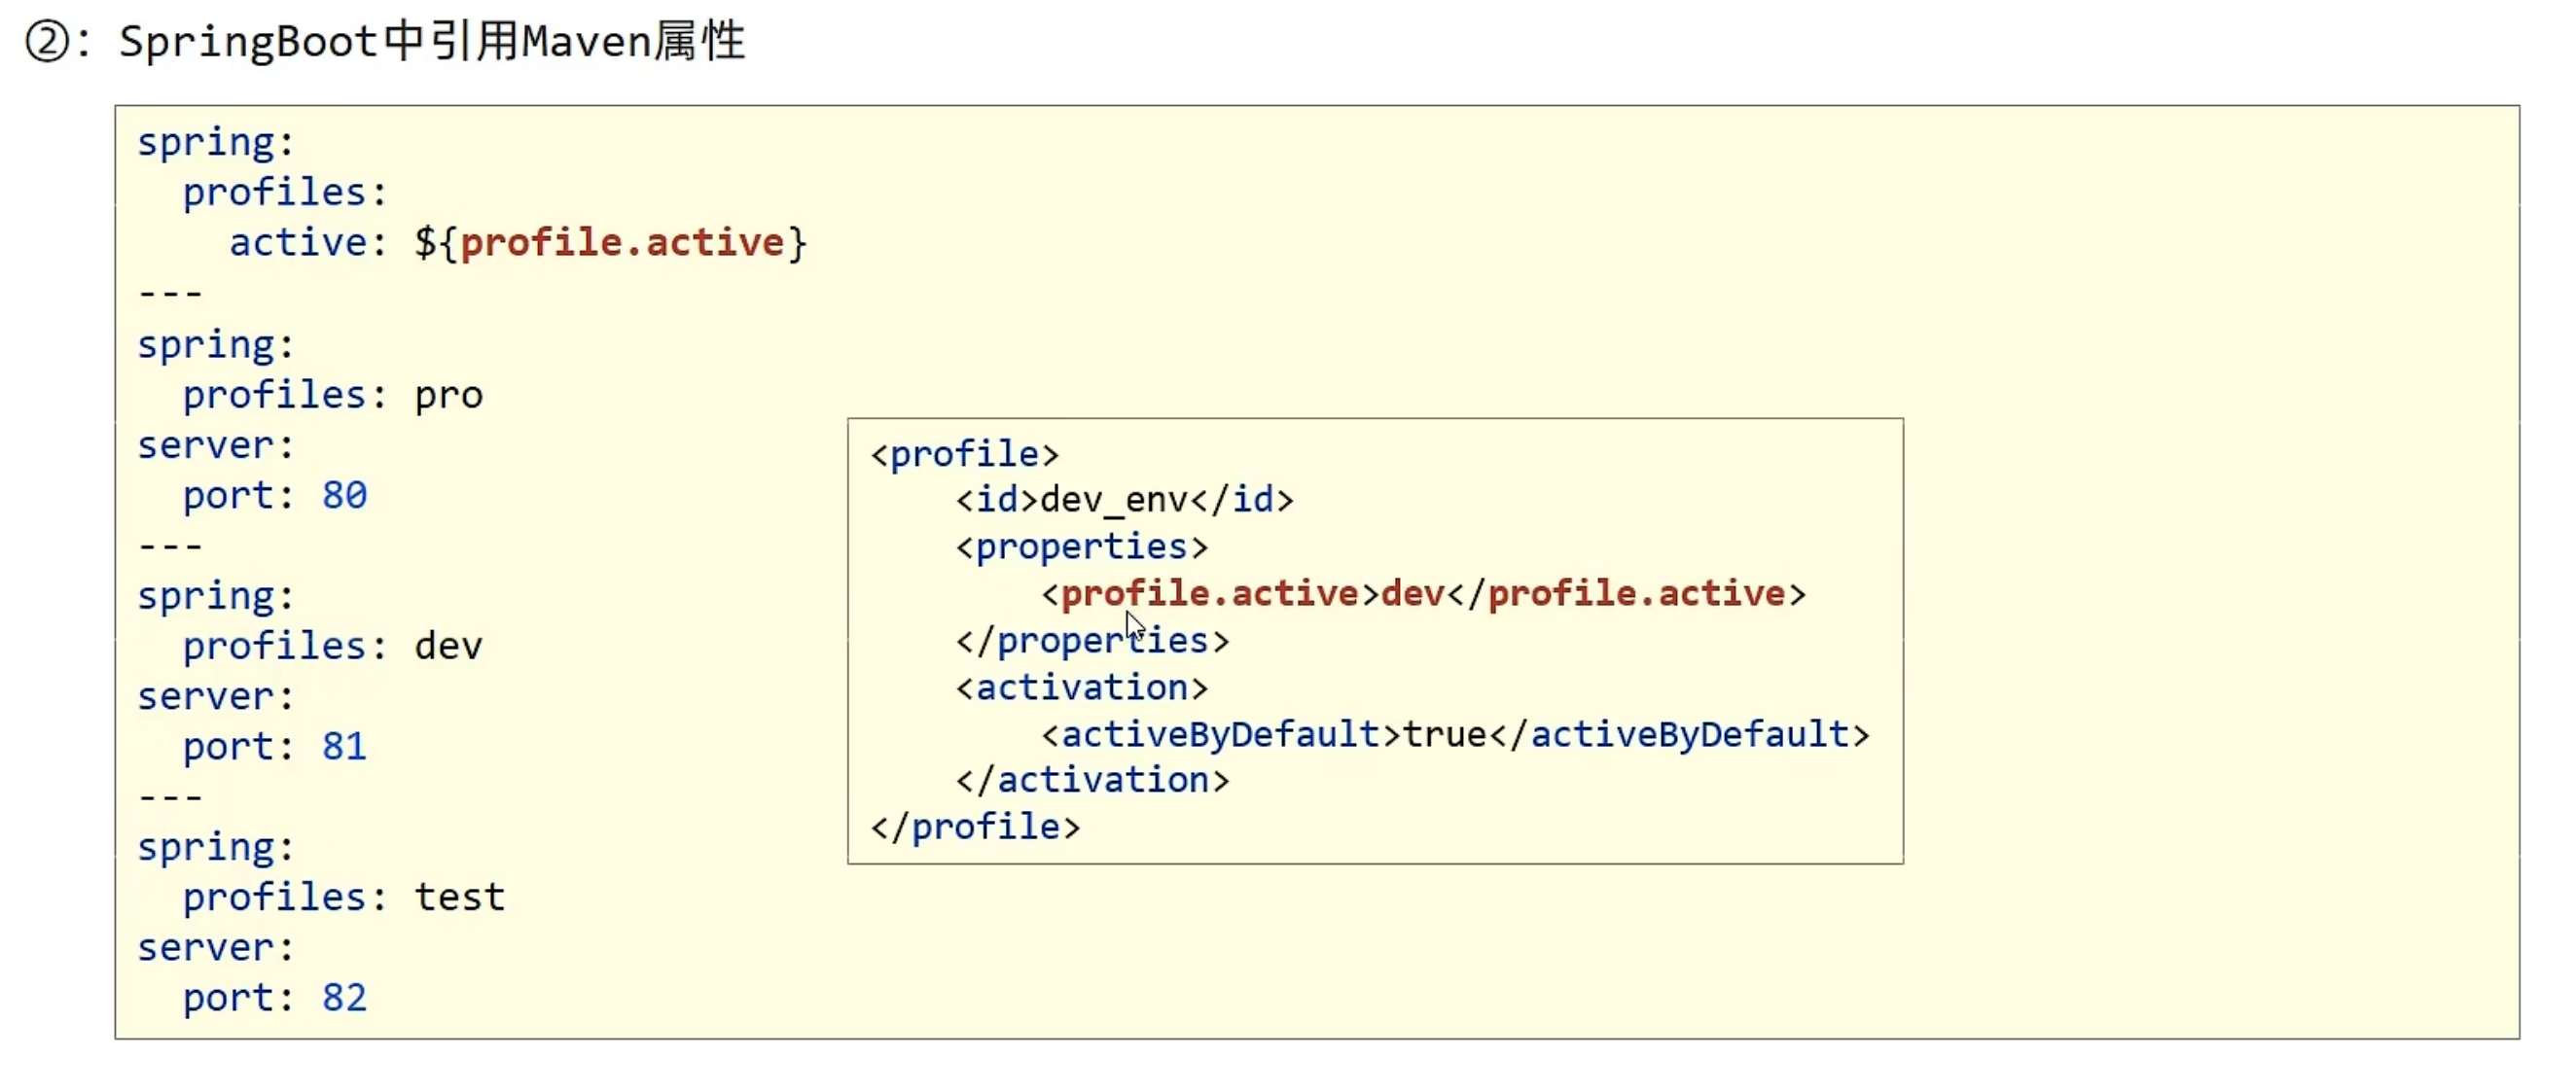 ②: SpringBoot中引用Maven属性
spring:
  profiles:
    active: ${profile.active}
---
spring:
  profiles: pro
server:
  port: 80
---
spring:
  profiles: dev
server:
  port: 81
---
spring:
  profiles: test
server:
  port: 82
<profile>
    <id>dev_env</id>
    <properties>
        <profile.active>dev</profile.active>
    </properties>
    <activation>
        <activeByDefault>true</activeByDefault>
    </activation>
</profile>